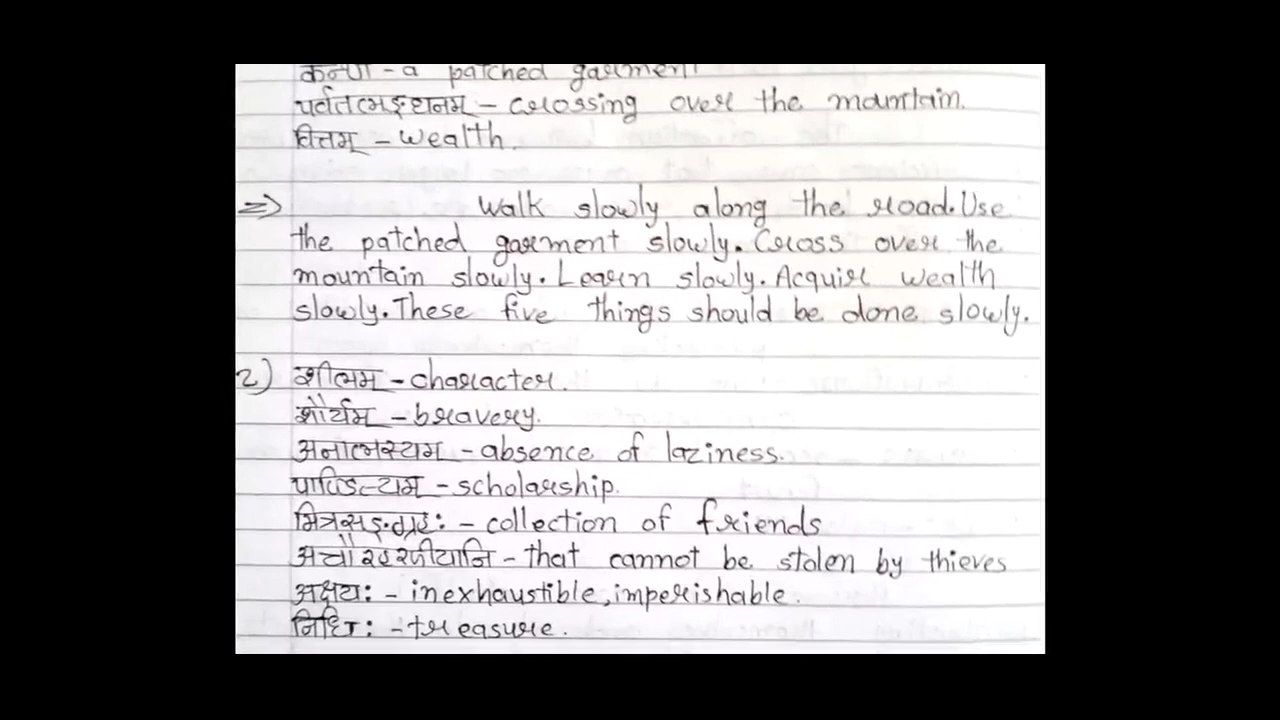 कन्था - a patched garment
पर्वतलङ्घनम् - crossing over the mountain.
वित्तम् - wealth.
⇒ Walk slowly along the road. Use
the patched garment slowly. Cross over the
mountain slowly. Learn slowly. Acquire wealth
slowly. These five things should be done slowly.
2) शीलम - character.
शौर्यम - bravery.
अनालस्यम - absence of laziness.
पाण्डित्यम - scholarship.
मित्रसङ्ग्रह: - collection of friends
अचोरहरणीयानि - that cannot be stolen by thieves
अक्षय: - inexhaustible, imperishable.
निधि: - treasure.